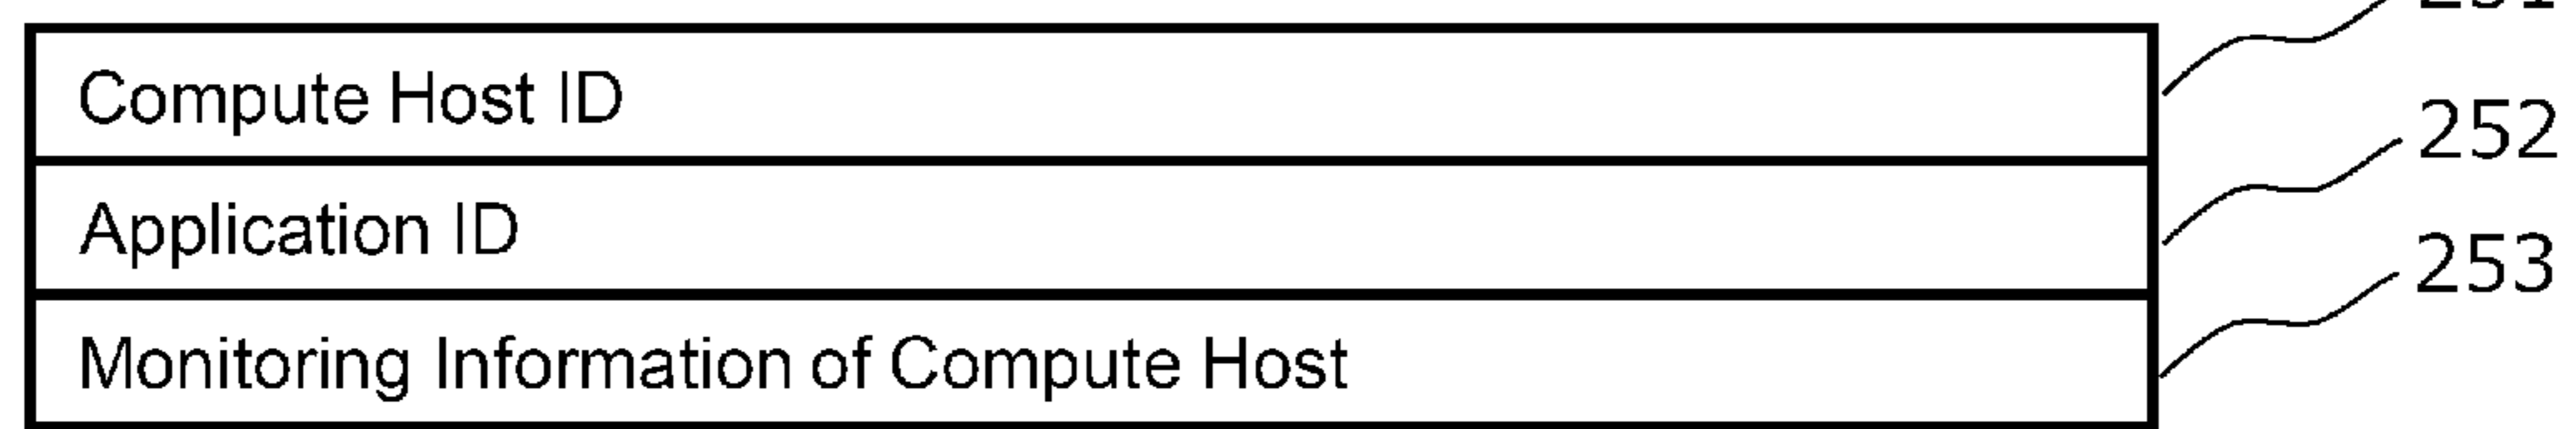 Compute Host ID
252
Application ID
253
Monitoring Information of Compute Host